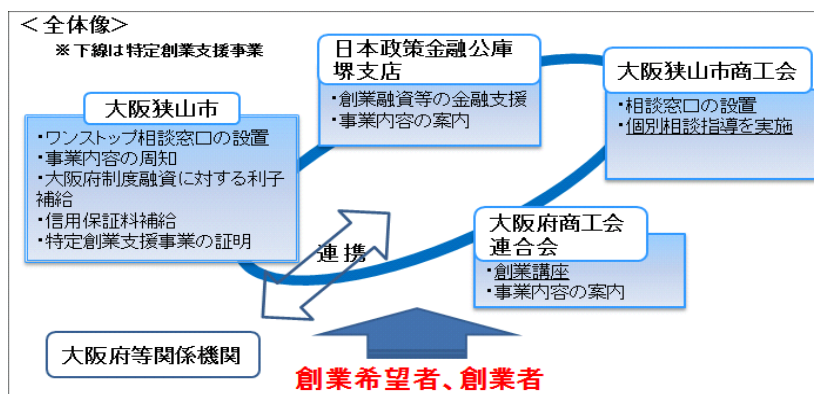 ＜全体像＞
※下線は特定創業支援事業
日本政策金融公庫
堺支店
・創業融資等の金融支援
・事業内容の案内
大阪狭山市商工会
・相談窓口の設置
・個別相談指導を実施
大阪狭山市
・ワンストップ相談窓口の設置
・事業内容の周知
・大阪府制度融資に対する利子
補給
・信用保証料補給
・特定創業支援事業の証明
連携
大阪府商工会
連合会
・創業講座
・事業内容の案内
大阪府等関係機関
創業希望者、創業者